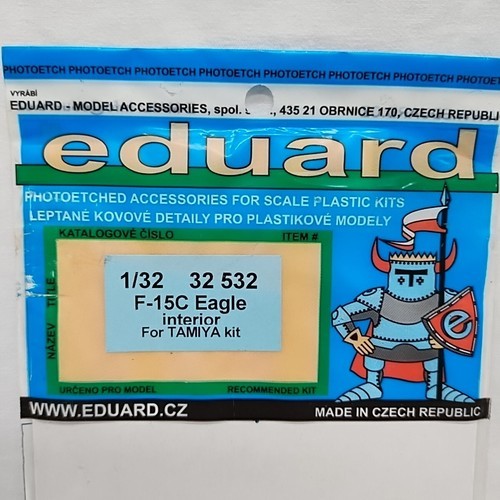 PHOTOETCH PHOTOETCH PHOTOETCH PHOTOETCH PHOTOETCH PHOTOETCH PHOTOETCH PHOTOET
VYRÁBÍ
EDUARD - MODEL ACCESSORIES, spol. 435 21 OBRNICE 170, CZECH REPUBLI
eduard
PHOTOETCHED ACCESSORIES FOR SCALE PLASTIC KITS
LEPTANÉ KOVOVÉ DETAILY PRO PLASTIKOVÉ MODELY
KATALOGOVÉ ČÍSLO ITEM #
NÁZEV TITLE
1/32 32 532
F-15C Eagle
interior
For TAMIYA kit
e
URČENO PRO MODEL RECOMMENDED KIT
WWW.EDUARD.CZ MADE IN CZECH REPUBLIC